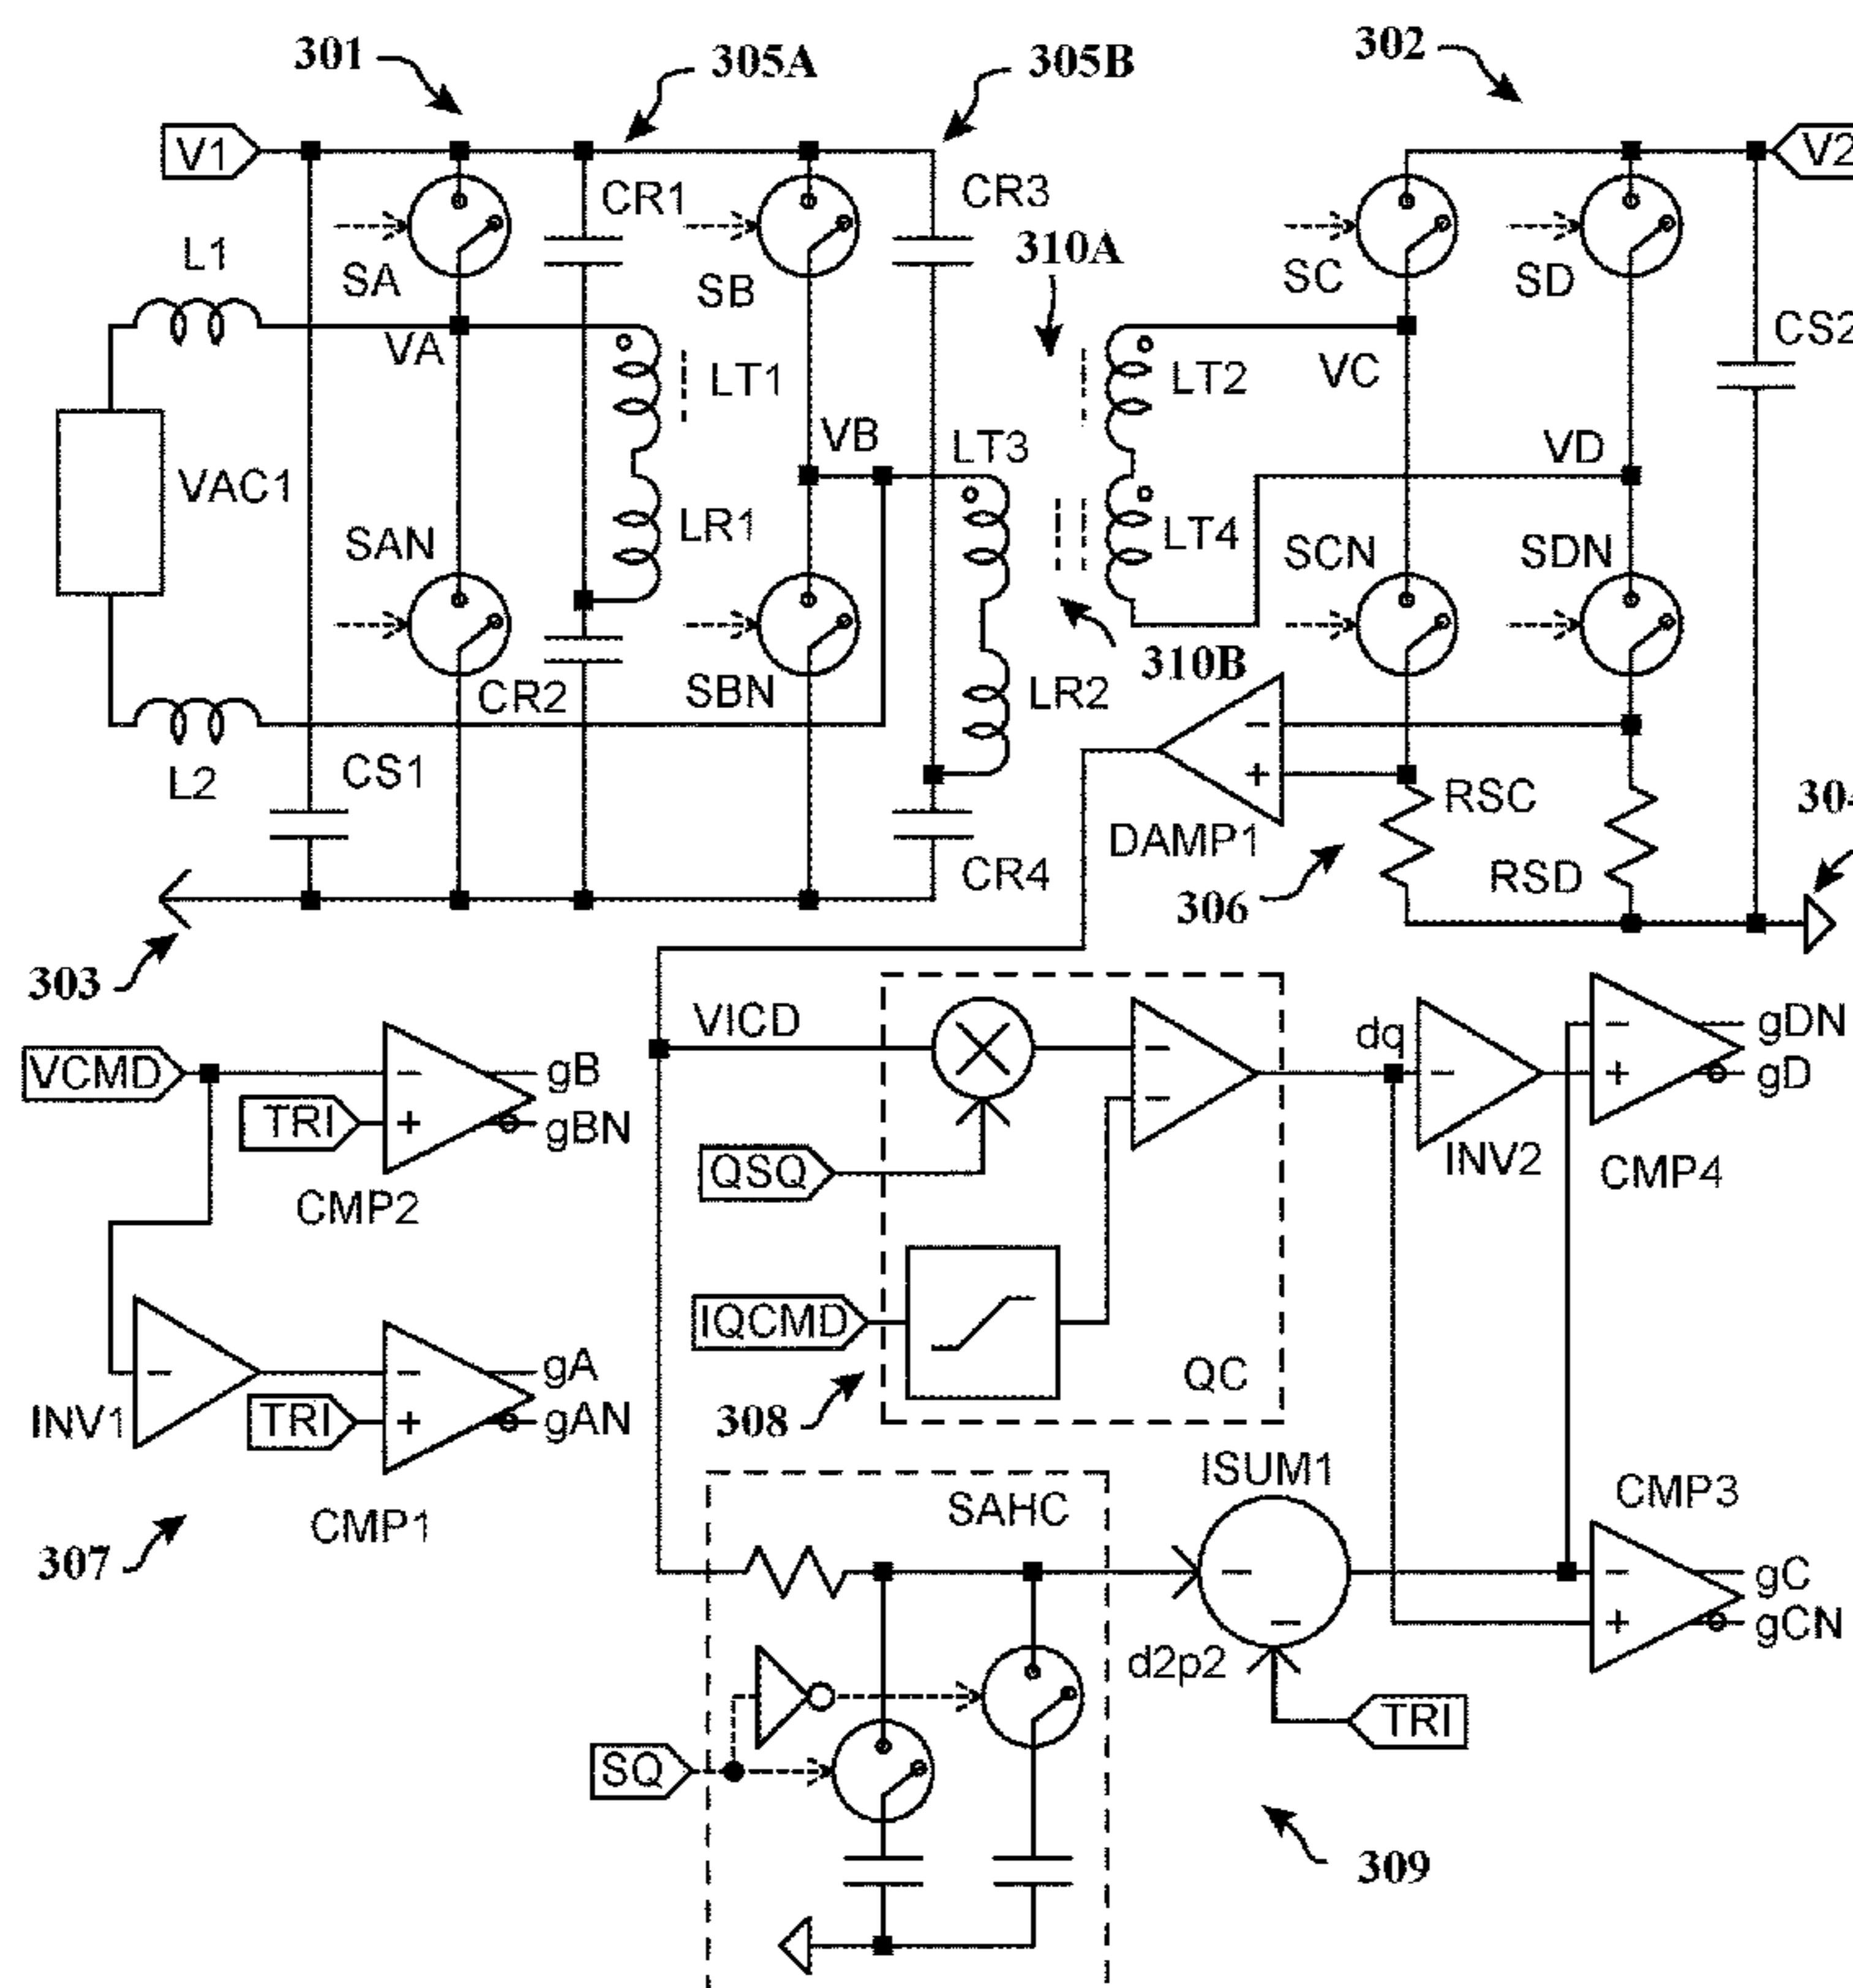 301
305A
305B
302
V1
V2
CR1
CR3
L1
SA
SB
310A
SC
SD
CS2
VA
LT1
LT2
VC
VAC1
VB
LT3
VD
SAN
LR1
LT4
SCN
SDN
CR2
SBN
310B
LR2
L2
CS1
RSC
DAMP1
CR4
306
RSD
303
VICD
dq
gDN
gD
VCMD
gB
gBN
TRI
CMP2
QSQ
INV2
CMP4
IQCMD
QC
308
gA
gAN
INV1
TRI
CMP1
307
SAHC
ISUM1
CMP3
gC
gCN
d2p2
TRI
SQ
309